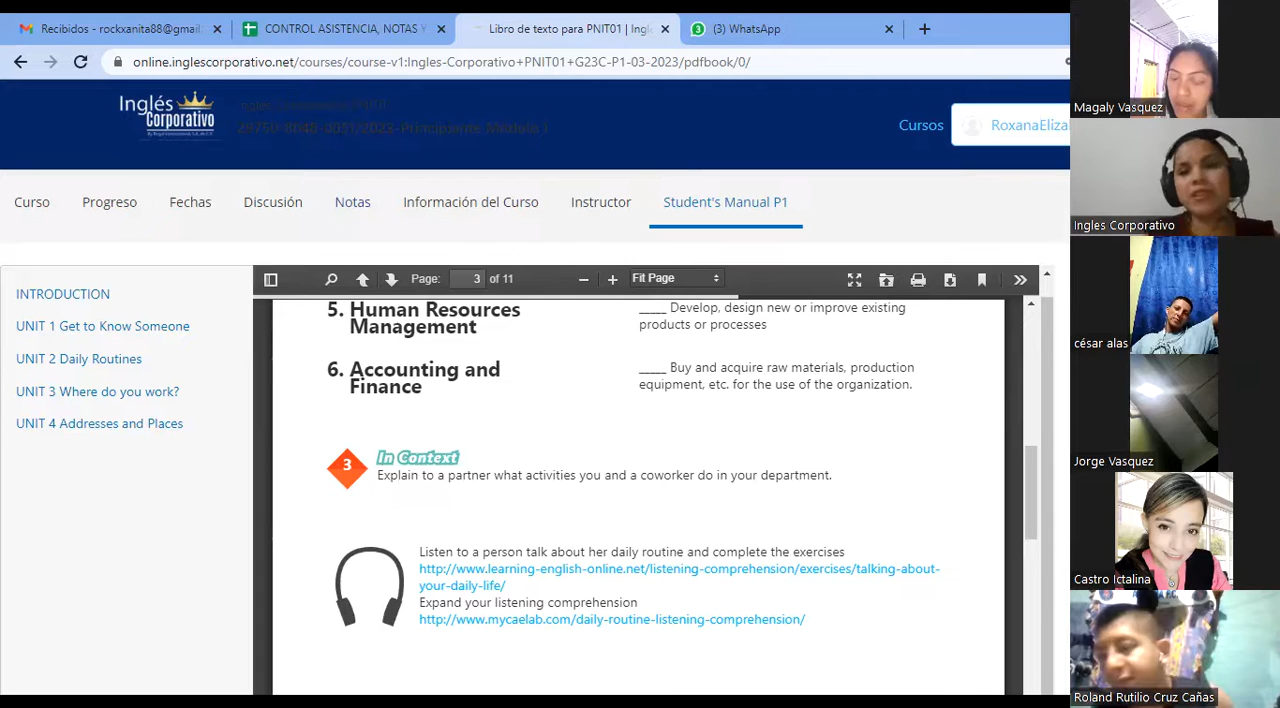 Recibidos - rockxanita88@gmail.
CONTROL ASISTENCIA, NOTAS Y
Libro de texto para PNIT01 | Ingl
(3) WhatsApp
online.inglescorporativo.net/courses/course-v1:Ingles-Corporativo+PNIT01+G23C-P1-03-2023/pdfbook/0/
Inglés
Corporativo
Cursos
RoxanaEliza
Curso
Progreso
Fechas
Discusión
Notas
Información del Curso
Instructor
Student's Manual P1
INTRODUCTION
UNIT 1 Get to Know Someone
UNIT 2 Daily Routines
UNIT 3 Where do you work?
UNIT 4 Addresses and Places
Page: 3 of 11
Fit Page
5. Human Resources
Management
_____ Develop, design new or improve existing
products or processes
6. Accounting and
Finance
_____ Buy and acquire raw materials, production
equipment, etc. for the use of the organization.
3
In Context
Explain to a partner what activities you and a coworker do in your department.
Listen to a person talk about her daily routine and complete the exercises
http://www.learning-english-online.net/listening-comprehension/exercises/talking-about-
your-daily-life/
Expand your listening comprehension
http://www.mycaelab.com/daily-routine-listening-comprehension/
Magaly Vasquez
Ingles Corporativo
césar alas
Jorge Vasquez
Castro Ictalina
Roland Rutilio Cruz Cañas